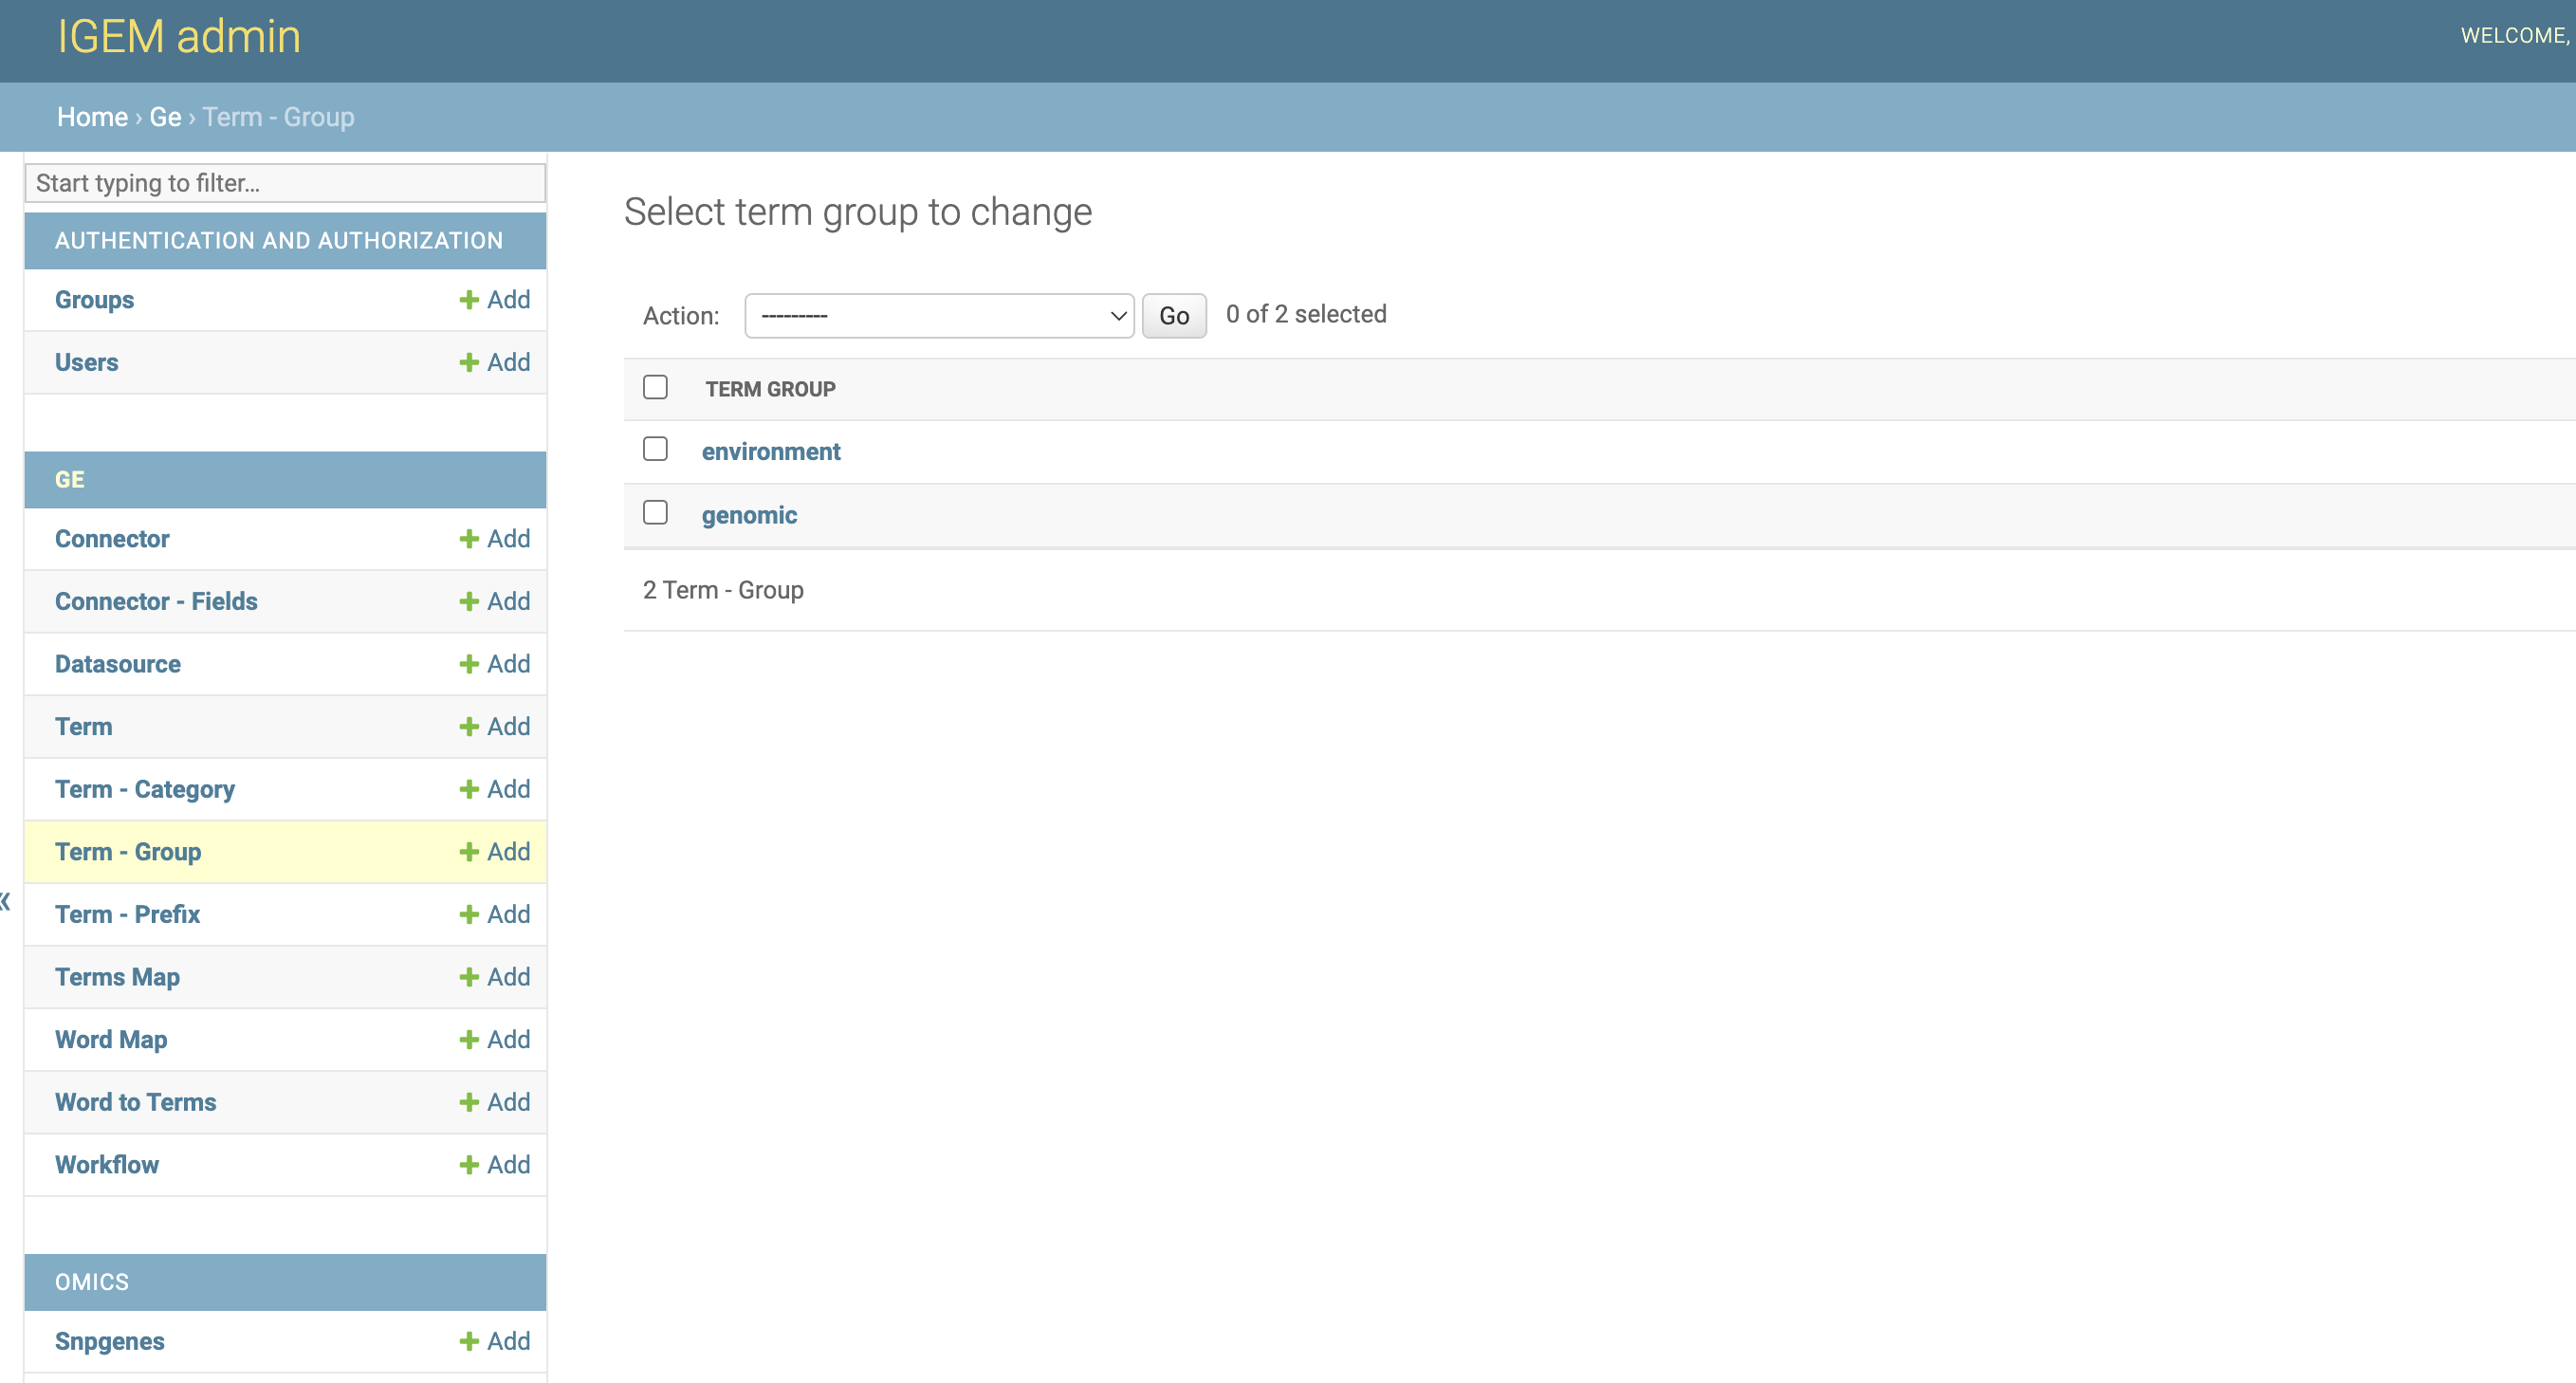 IGEM admin
WELCOME,
Home › Ge › Term - Group
Start typing to filter...
AUTHENTICATION AND AUTHORIZATION
Groups + Add
Users + Add
GE
Connector + Add
Connector - Fields + Add
Datasource + Add
Term + Add
Term - Category + Add
Term - Group + Add
Term - Prefix + Add
Terms Map + Add
Word Map + Add
Word to Terms + Add
Workflow + Add
OMICS
Snpgenes + Add
«
Select term group to change
Action: --------- Go 0 of 2 selected
TERM GROUP
environment
genomic
2 Term - Group